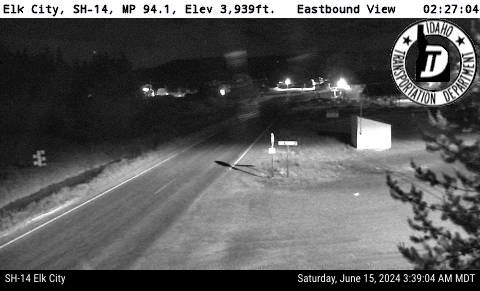 Elk City, SH-14, MP 94.1, Elev 3,939ft. Eastbound View 02:27:04
IDAHO
TRANSPORTATION DEPARTMENT
SH-14 Elk City Saturday, June 15, 2024 3:39:04 AM MDT